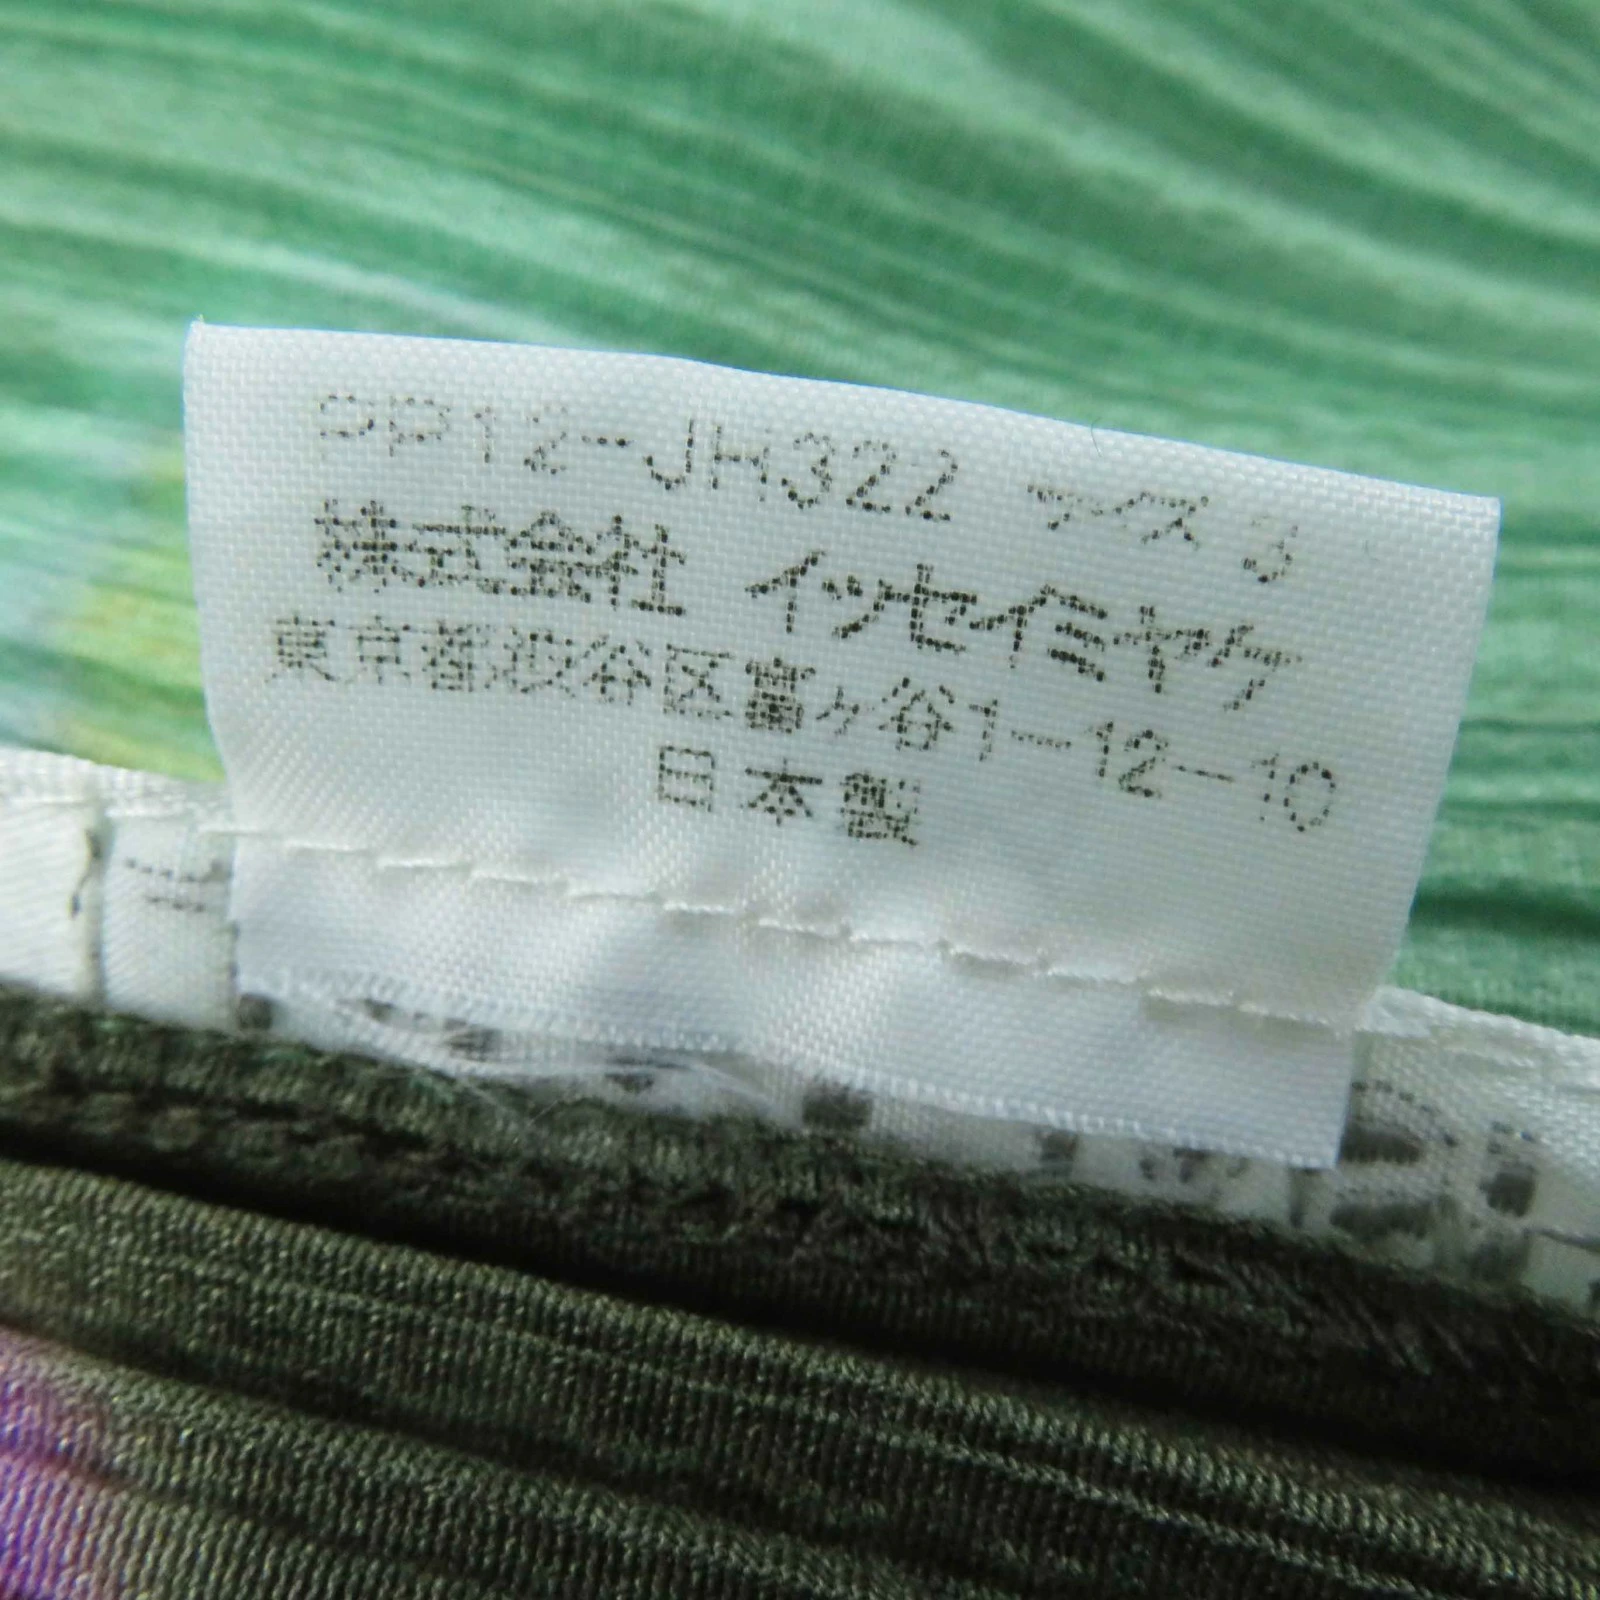 PP12-JH322 サイズ 3
株式会社 イッセイミヤケ
東京都渋谷区富ヶ谷1-12-10
日本製